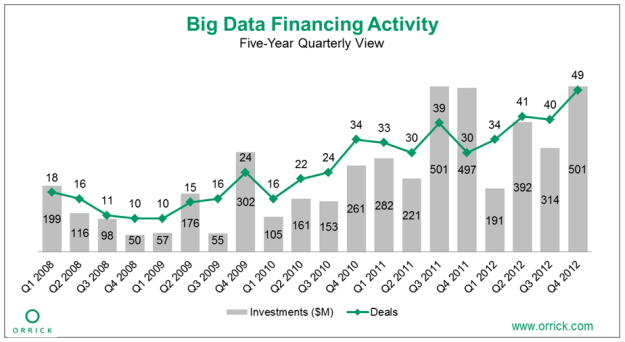 Big Data Financing Activity
Five-Year Quarterly View
18 16 11 10 10 15 16 24 16 22 24 34 33 30 39 30 34 41 40 49
199 116 98 50 57 176 55 302 105 161 153 261 282 221 501 497 191 392 314 501
Q1 2008 Q2 2008 Q3 2008 Q4 2008 Q1 2009 Q2 2009 Q3 2009 Q4 2009 Q1 2010 Q2 2010 Q3 2010 Q4 2010 Q1 2011 Q2 2011 Q3 2011 Q4 2011 Q1 2012 Q2 2012 Q3 2012 Q4 2012
Investments ($M) Deals
ORRICK
www.orrick.com